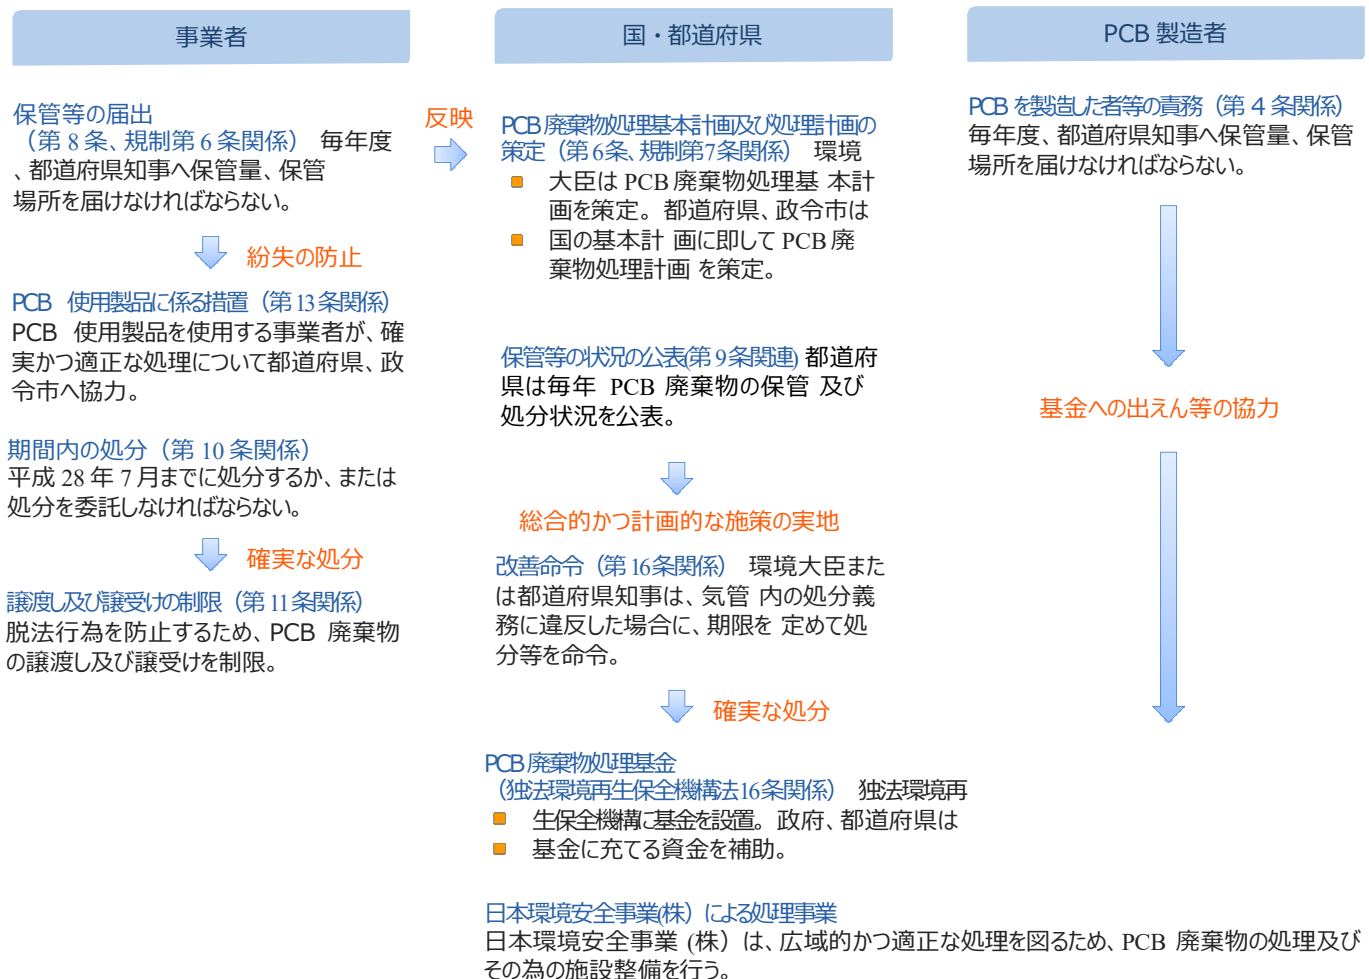 事業者
保管等の届出
（第 8 条、規制第 6 条関係） 毎年度
、都道府県知事へ保管量、保管
場所を届けなければならない。
紛失の防止
PCB 使用製品に係る措置（第 13 条関係）
PCB 使用製品を使用する事業者が、確
実かつ適正な処理について都道府県、政
令市へ協力。
期間内の処分（第 10 条関係）
平成 28 年 7 月までに処分するか、または
処分を委託しなければならない。
確実な処分
譲渡し及び譲受けの制限（第 11 条関係）
脱法行為を防止するため、PCB 廃棄物
の譲渡し及び譲受けを制限。
反映
国・都道府県
PCB 廃棄物処理基本計画及び処理計画の
策定（第 6条、規制第 7条関係） 環境
大臣は PCB 廃棄物処理基 本計
画を策定。都道府県、政令市は
国の基本計 画に即して PCB 廃
棄物処理計画 を策定。
保管等の状況の公表(第 9 条関連) 都道府
県は毎年 PCB 廃棄物の保管 及び
処分状況を公表。
総合的かつ計画的な施策の実地
改善命令（第 16 条関係） 環境大臣また
は都道府県知事は、気管 内の処分義
務に違反した場合に、期限を 定めて処
分等を命令。
確実な処分
PCB 廃棄物処理基金
（独法環境再生保全機構法 16 条関係） 独法環境再
生保全機構に基金を設置。政府、都道府県は
基金に充てる資金を補助。
日本環境安全事業(株）による処理事業
日本環境安全事業 (株）は、広域的かつ適正な処理を図るため、PCB 廃棄物の処理及び
その為の施設整備を行う。
PCB 製造者
PCB を製造した者等の責務（第 4 条関係）
毎年度、都道府県知事へ保管量、保管
場所を届けなければならない。
基金への出えん等の協力